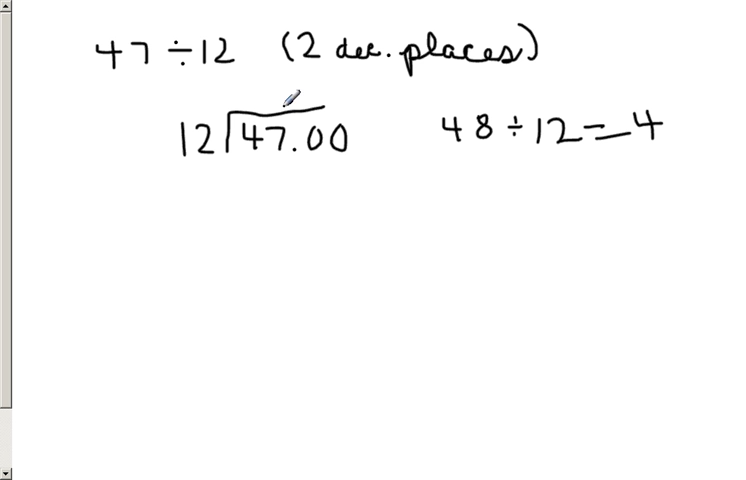 47 ÷ 12 (2 dec. places)
12 47.00 48 ÷ 12 = 4